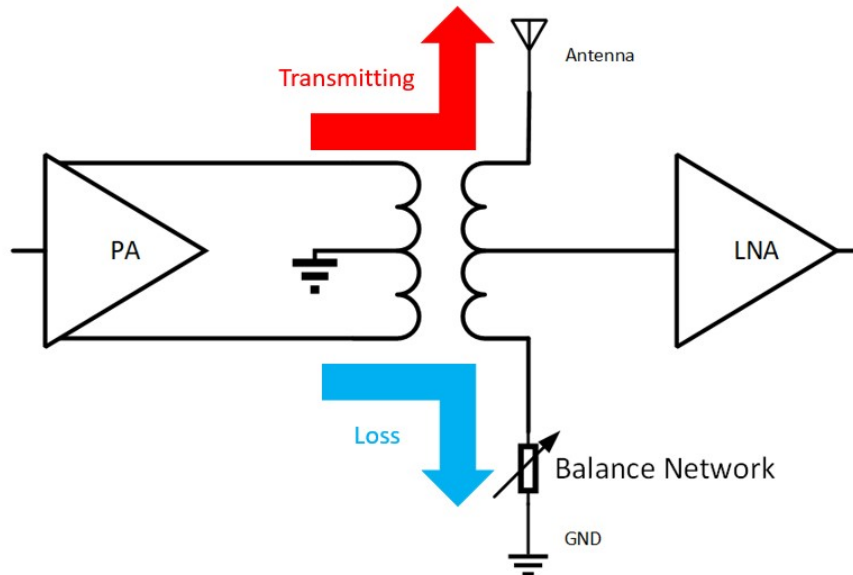 Transmitting
Antenna
PA
LNA
Loss
Balance Network
GND